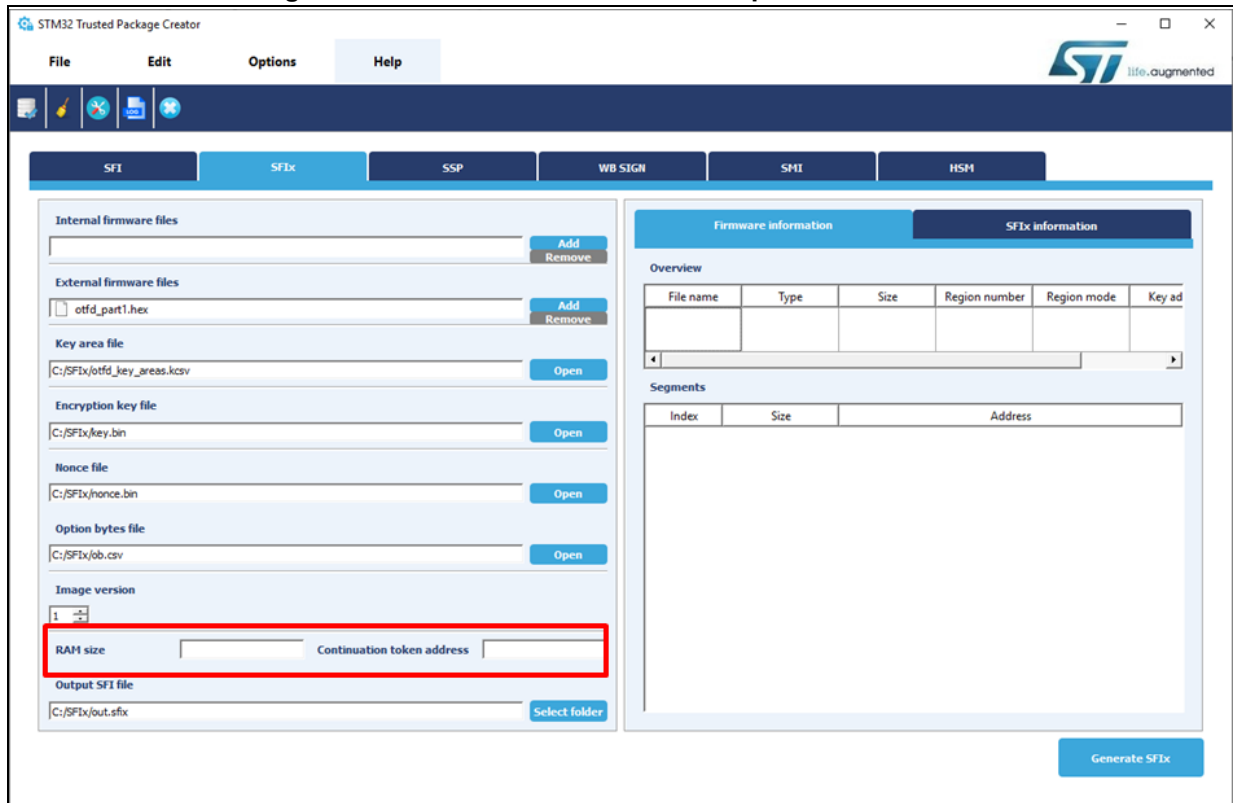 STM32 Trusted Package Creator
File Edit Options Help
life.augmented
LOG
SFI SFIx SSP WB SIGN SMI HSM
Internal firmware files
Add
Remove
External firmware files
otfd_part1.hex
Add
Remove
Key area file
C:/SFIx/otfd_key_areas.kcsv Open
Encryption key file
C:/SFIx/key.bin Open
Nonce file
C:/SFIx/nonce.bin Open
Option bytes file
C:/SFIx/ob.csv Open
Image version
1
RAM size Continuation token address
Output SFI file
C:/SFIx/out.sfix Select folder
Firmware information SFIx information
Overview
File name Type Size Region number Region mode Key ad
Segments
Index Size Address
Generate SFIx